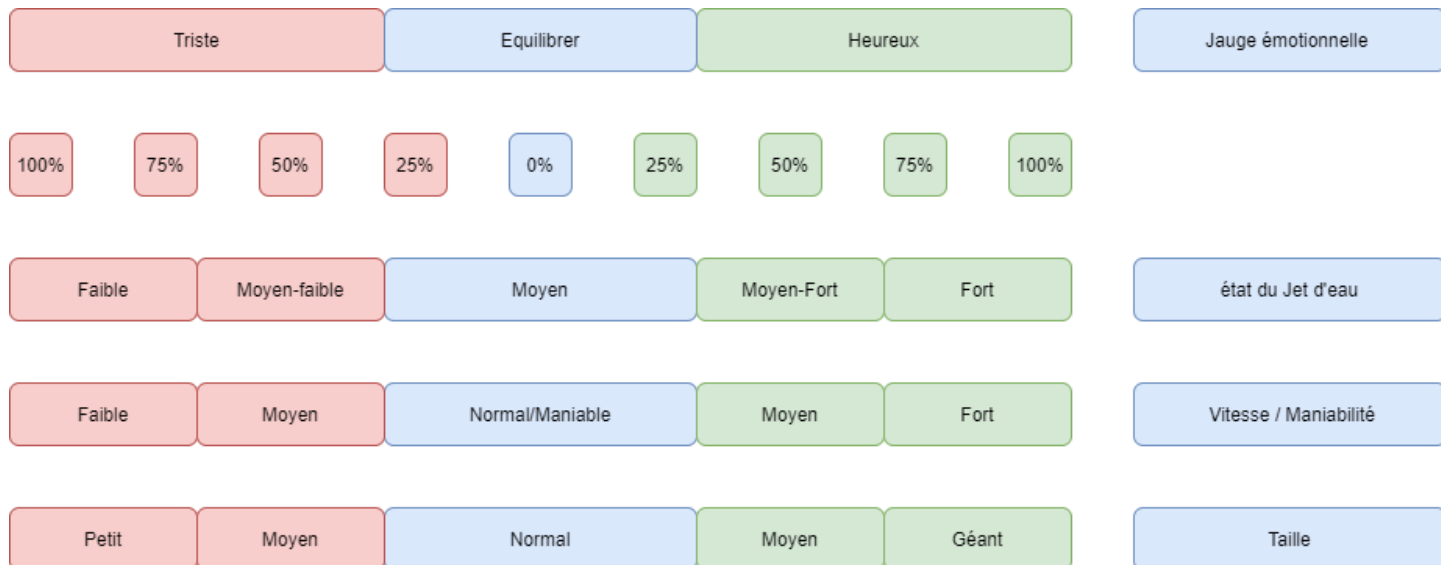 Triste Equilibrer Heureux Jauge émotionnelle
100% 75% 50% 25% 0% 25% 50% 75% 100%
Faible Moyen-faible Moyen Moyen-Fort Fort état du Jet d'eau
Faible Moyen Normal/Maniable Moyen Fort Vitesse / Maniabilité
Petit Moyen Normal Moyen Géant Taille